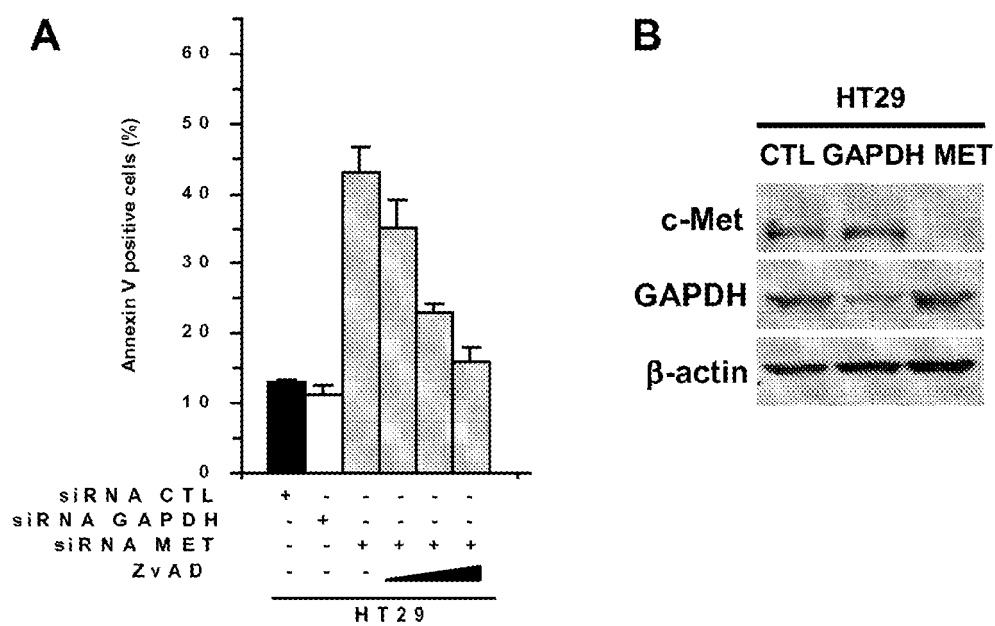 A
Annexin V positive cells (%)
60
50
40
30
20
10
0
siRNA CTL + - - - - -
siRNA GAPDH - + - - - -
siRNA MET - - + + + +
ZvAD - - -
HT29
B
HT29
CTL GAPDH MET
c-Met
GAPDH
β-actin